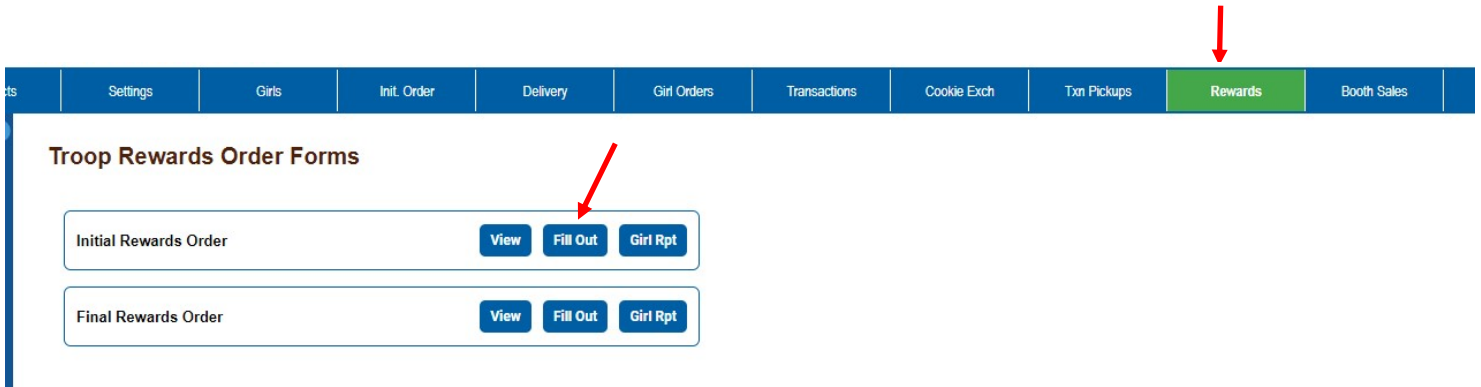 cts Settings Girls Init. Order Delivery Girl Orders Transactions Cookie Exch Txn Pickups Rewards Booth Sales
Troop Rewards Order Forms
Initial Rewards Order View Fill Out Girl Rpt
Final Rewards Order View Fill Out Girl Rpt